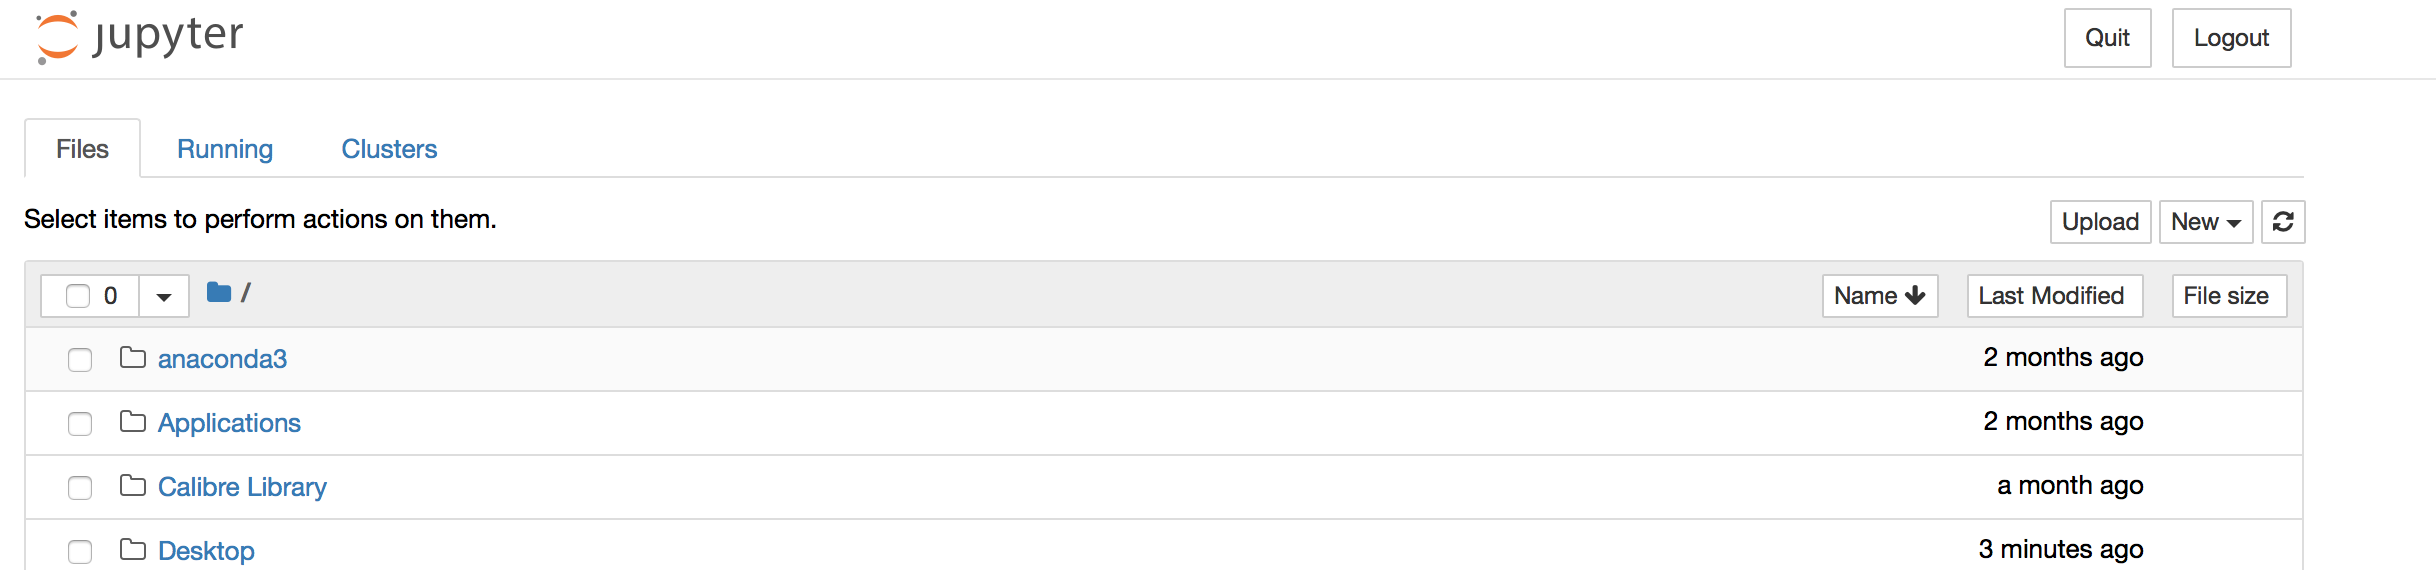 jupyter
Quit
Logout
Files
Running
Clusters
Select items to perform actions on them.
Upload
New
0
/
Name
Last Modified
File size
anaconda3
2 months ago
Applications
2 months ago
Calibre Library
a month ago
Desktop
3 minutes ago